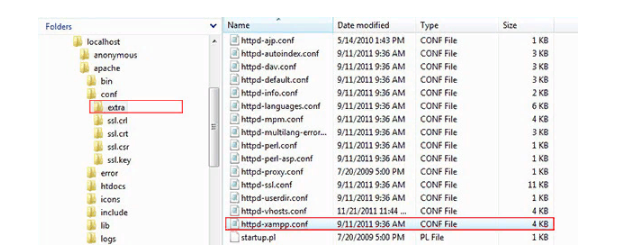 Folders
localhost
anonymous
apache
bin
conf
extra
ssl.crl
ssl.crt
ssl.csr
ssl.key
error
htdocs
icons
include
lib
logs
Name Date modified Type Size
httpd-ajp.conf 5/14/2010 1:43 PM CONF File 1 KB
httpd-autoindex.conf 9/11/2011 9:36 AM CONF File 3 KB
httpd-dav.conf 9/11/2011 9:36 AM CONF File 3 KB
httpd-default.conf 9/11/2011 9:36 AM CONF File 3 KB
httpd-info.conf 9/11/2011 9:36 AM CONF File 2 KB
httpd-languages.conf 9/11/2011 9:36 AM CONF File 6 KB
httpd-mpm.conf 9/11/2011 9:36 AM CONF File 4 KB
httpd-multilang-error... 9/11/2011 9:36 AM CONF File 3 KB
httpd-perl.conf 9/11/2011 9:36 AM CONF File 1 KB
httpd-perl-asp.conf 9/11/2011 9:36 AM CONF File 1 KB
httpd-proxy.conf 7/20/2009 5:00 PM CONF File 1 KB
httpd-ssl.conf 9/11/2011 9:36 AM CONF File 11 KB
httpd-userdir.conf 9/11/2011 9:36 AM CONF File 1 KB
httpd-vhosts.conf 11/21/2011 11:44 ... CONF File 4 KB
httpd-xampp.conf 9/11/2011 9:36 AM CONF File 4 KB
startup.pl 7/20/2009 5:00 PM PL File 1 KB